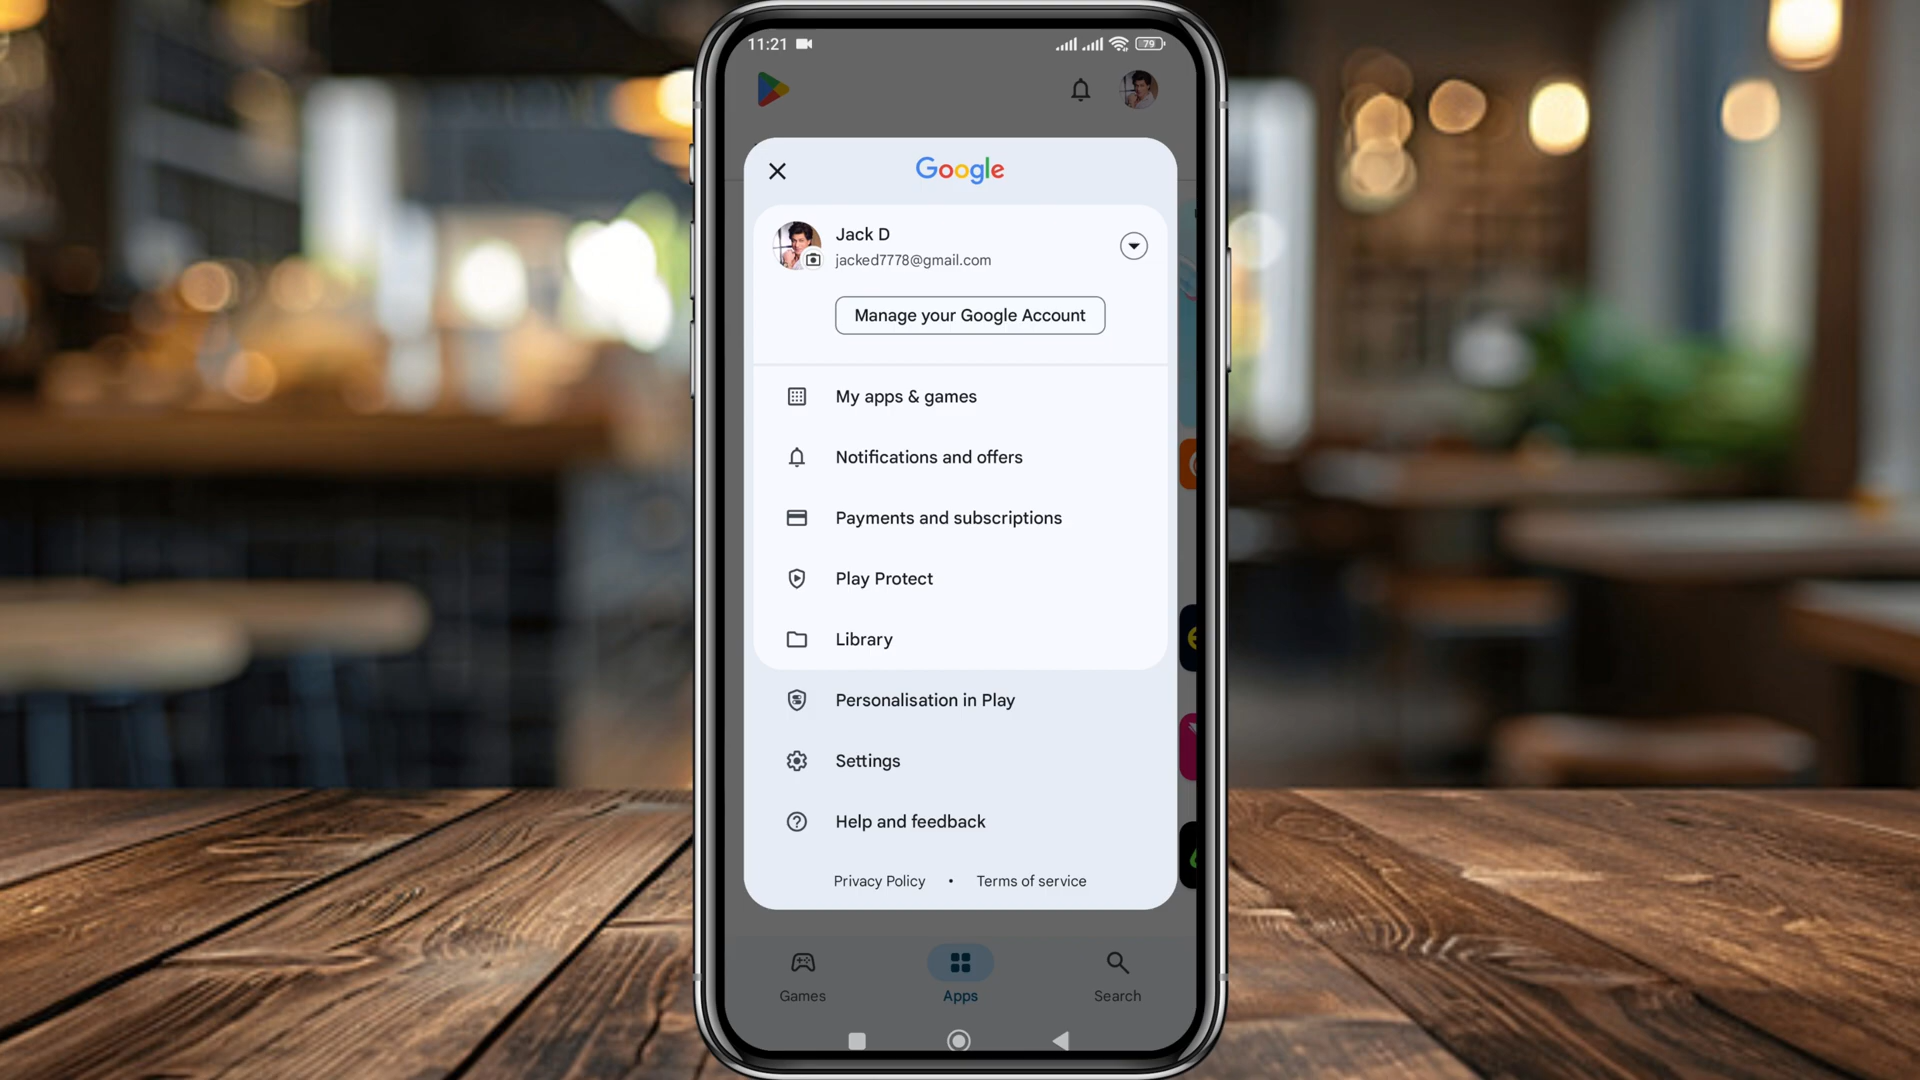 11:21
79
Google
Jack D
jacked7778@gmail.com
Manage your Google Account
My apps & games
Notifications and offers
Payments and subscriptions
Play Protect
Library
Personalisation in Play
Settings
Help and feedback
Privacy Policy • Terms of service
Games Apps Search